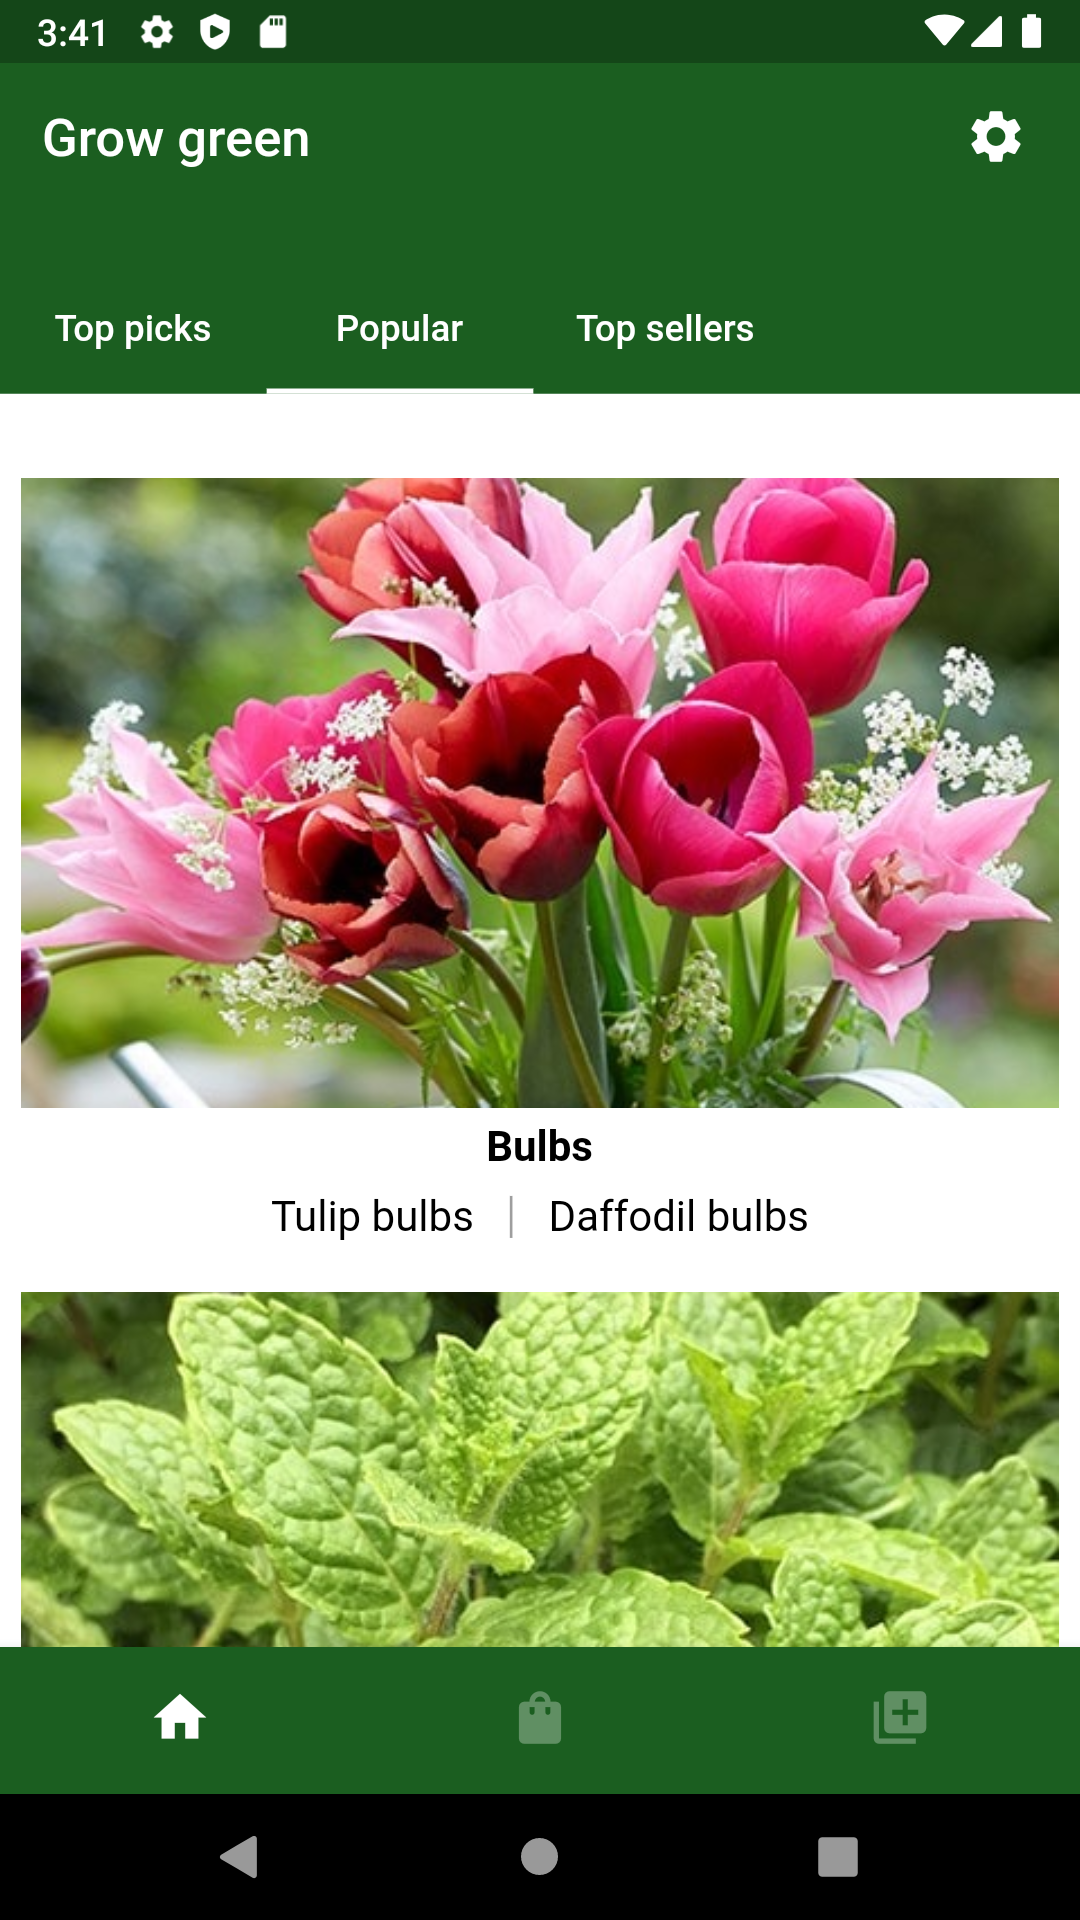 3:41
Grow green
Top picks Popular Top sellers
Bulbs
Tulip bulbs | Daffodil bulbs